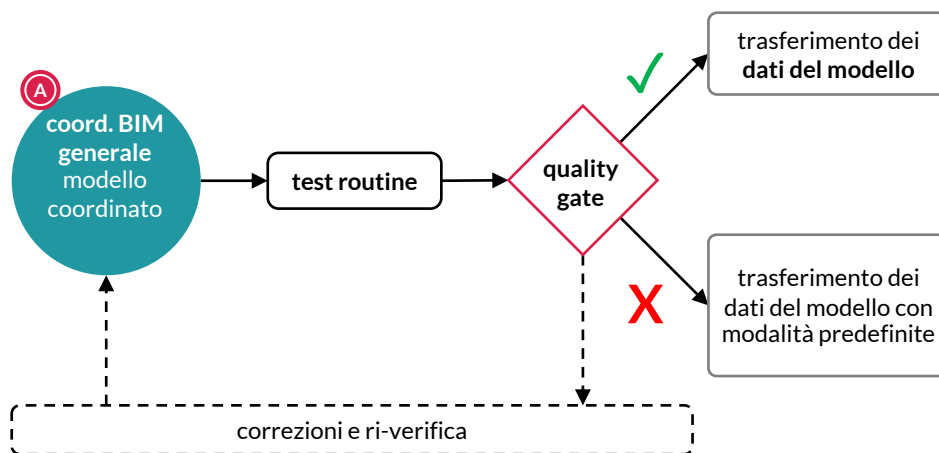 A
coord. BIM
generale
modello
coordinato
test routine
quality
gate
trasferimento dei
dati del modello
X
trasferimento dei
dati del modello con
modalità predefinite
correzioni e ri-verifica